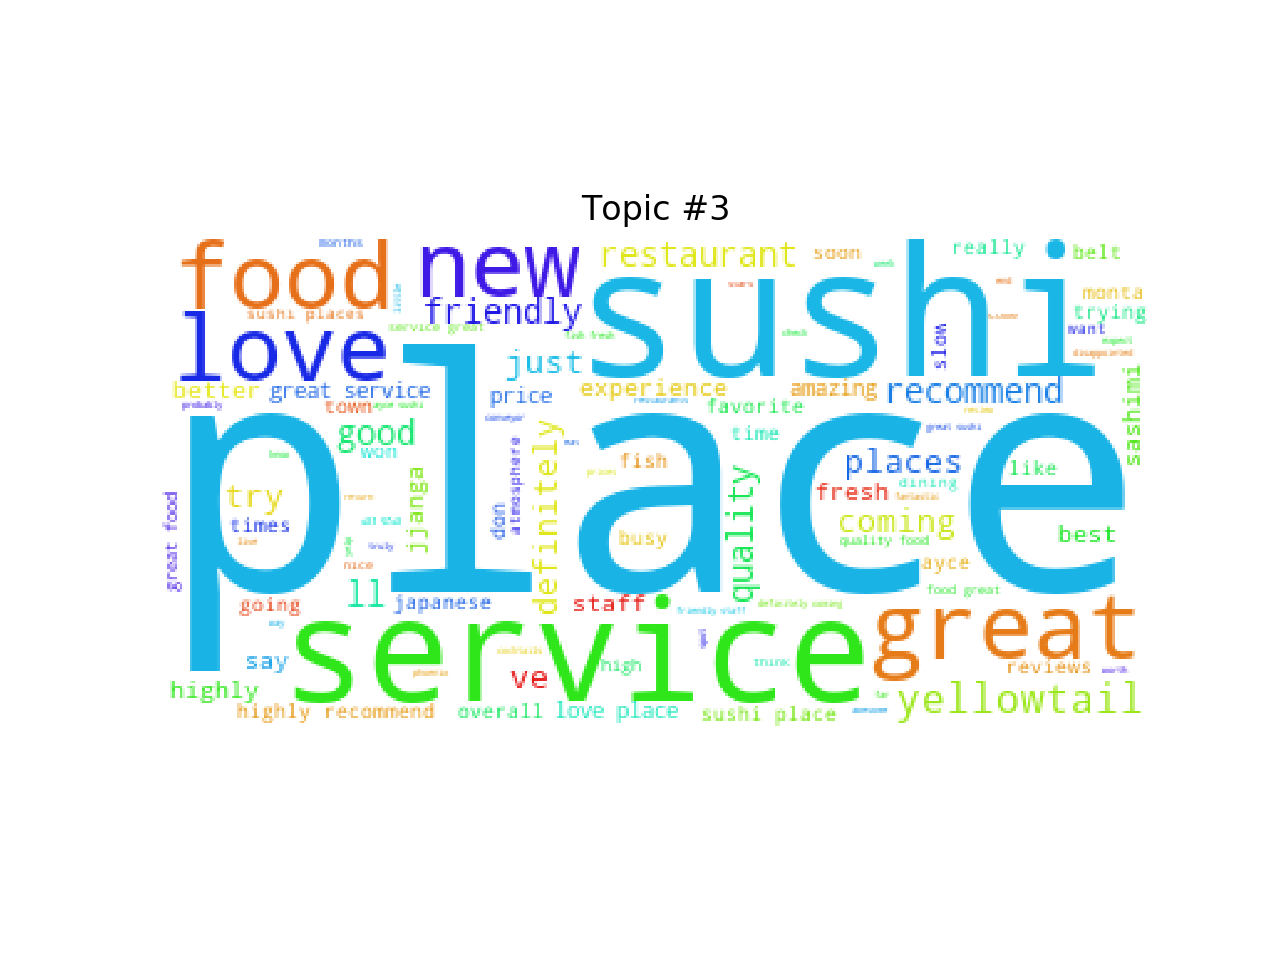 Topic #3
months
food
new
restaurant
soon
sushi
really
belt
monta
trying
want
disappointed
friendly
sushi places
service great
love
just
slow
better
great service
price
experience
amazing
recommend
sashimi
probably
town
favorite
great sushi
good
won
place
time
fish
places
like
fresh
dining
fantastic
try
times
jjanga
don
atmosphere
definitely
busy
quality
coming
quality food
best
great food
truly
nice
ayce
going
ll
japanese
staff
friendly staff
definitely coming
food great
say
service
high
think
great
reviews
worth
highly
phoenix
cocktails
ve
highly recommend
overall
love place
sushi place
yellowtail